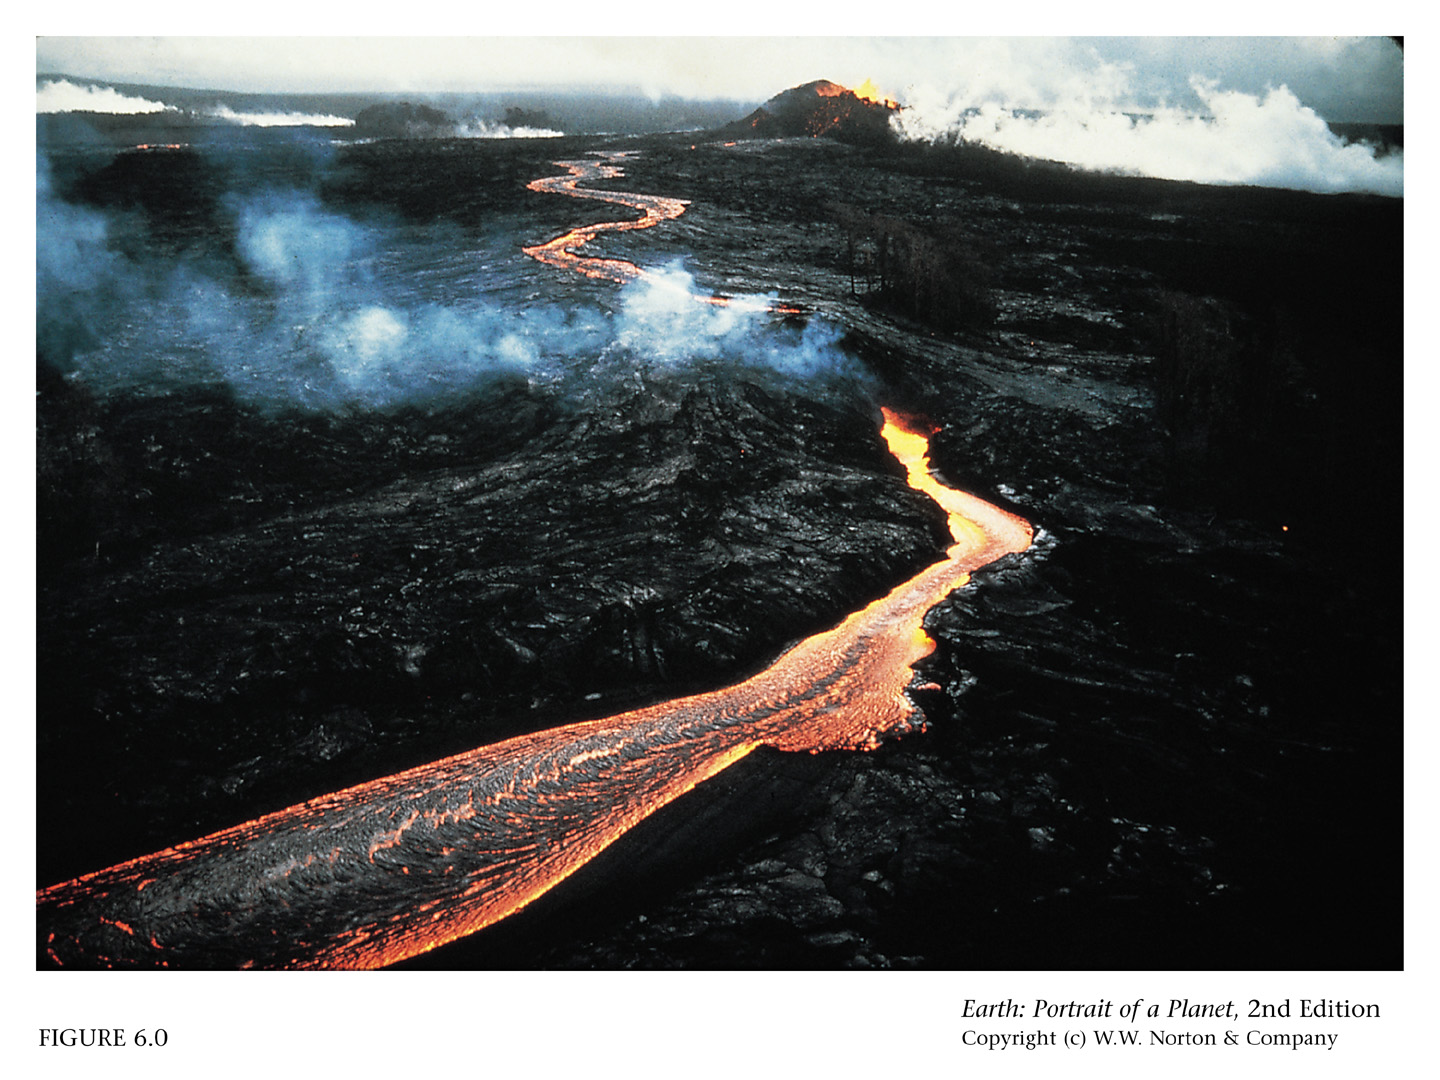 Earth: Portrait of a Planet, 2nd Edition
FIGURE 6.0
Copyright (c) W.W. Norton & Company